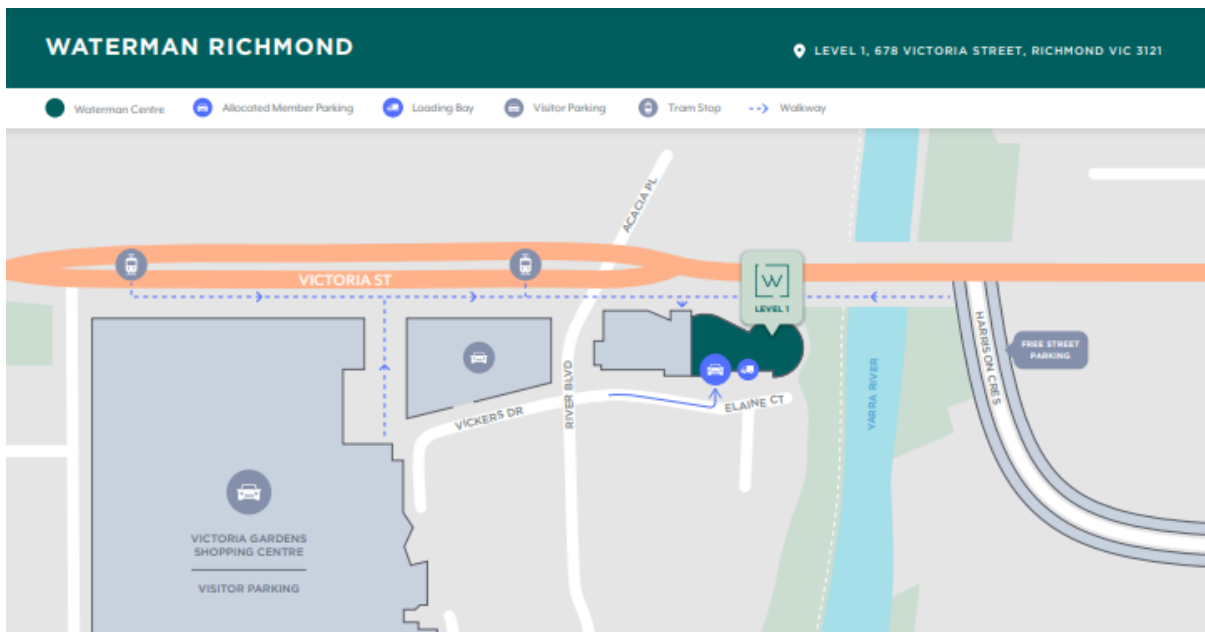 WATERMAN RICHMOND
LEVEL 1, 678 VICTORIA STREET, RICHMOND VIC 3121
Waterman Centre
Allocated Member Parking
Loading Bay
Visitor Parking
Tram Stop
Walkway
ACACIA PL
VICTORIA ST
W
LEVEL 1
HARRISON CRES
FREE STREET
PARKING
RIVER BLVD
YARRA RIVER
VICKERS DR
ELAINE CT
VICTORIA GARDENS
SHOPPING CENTRE
VISITOR PARKING